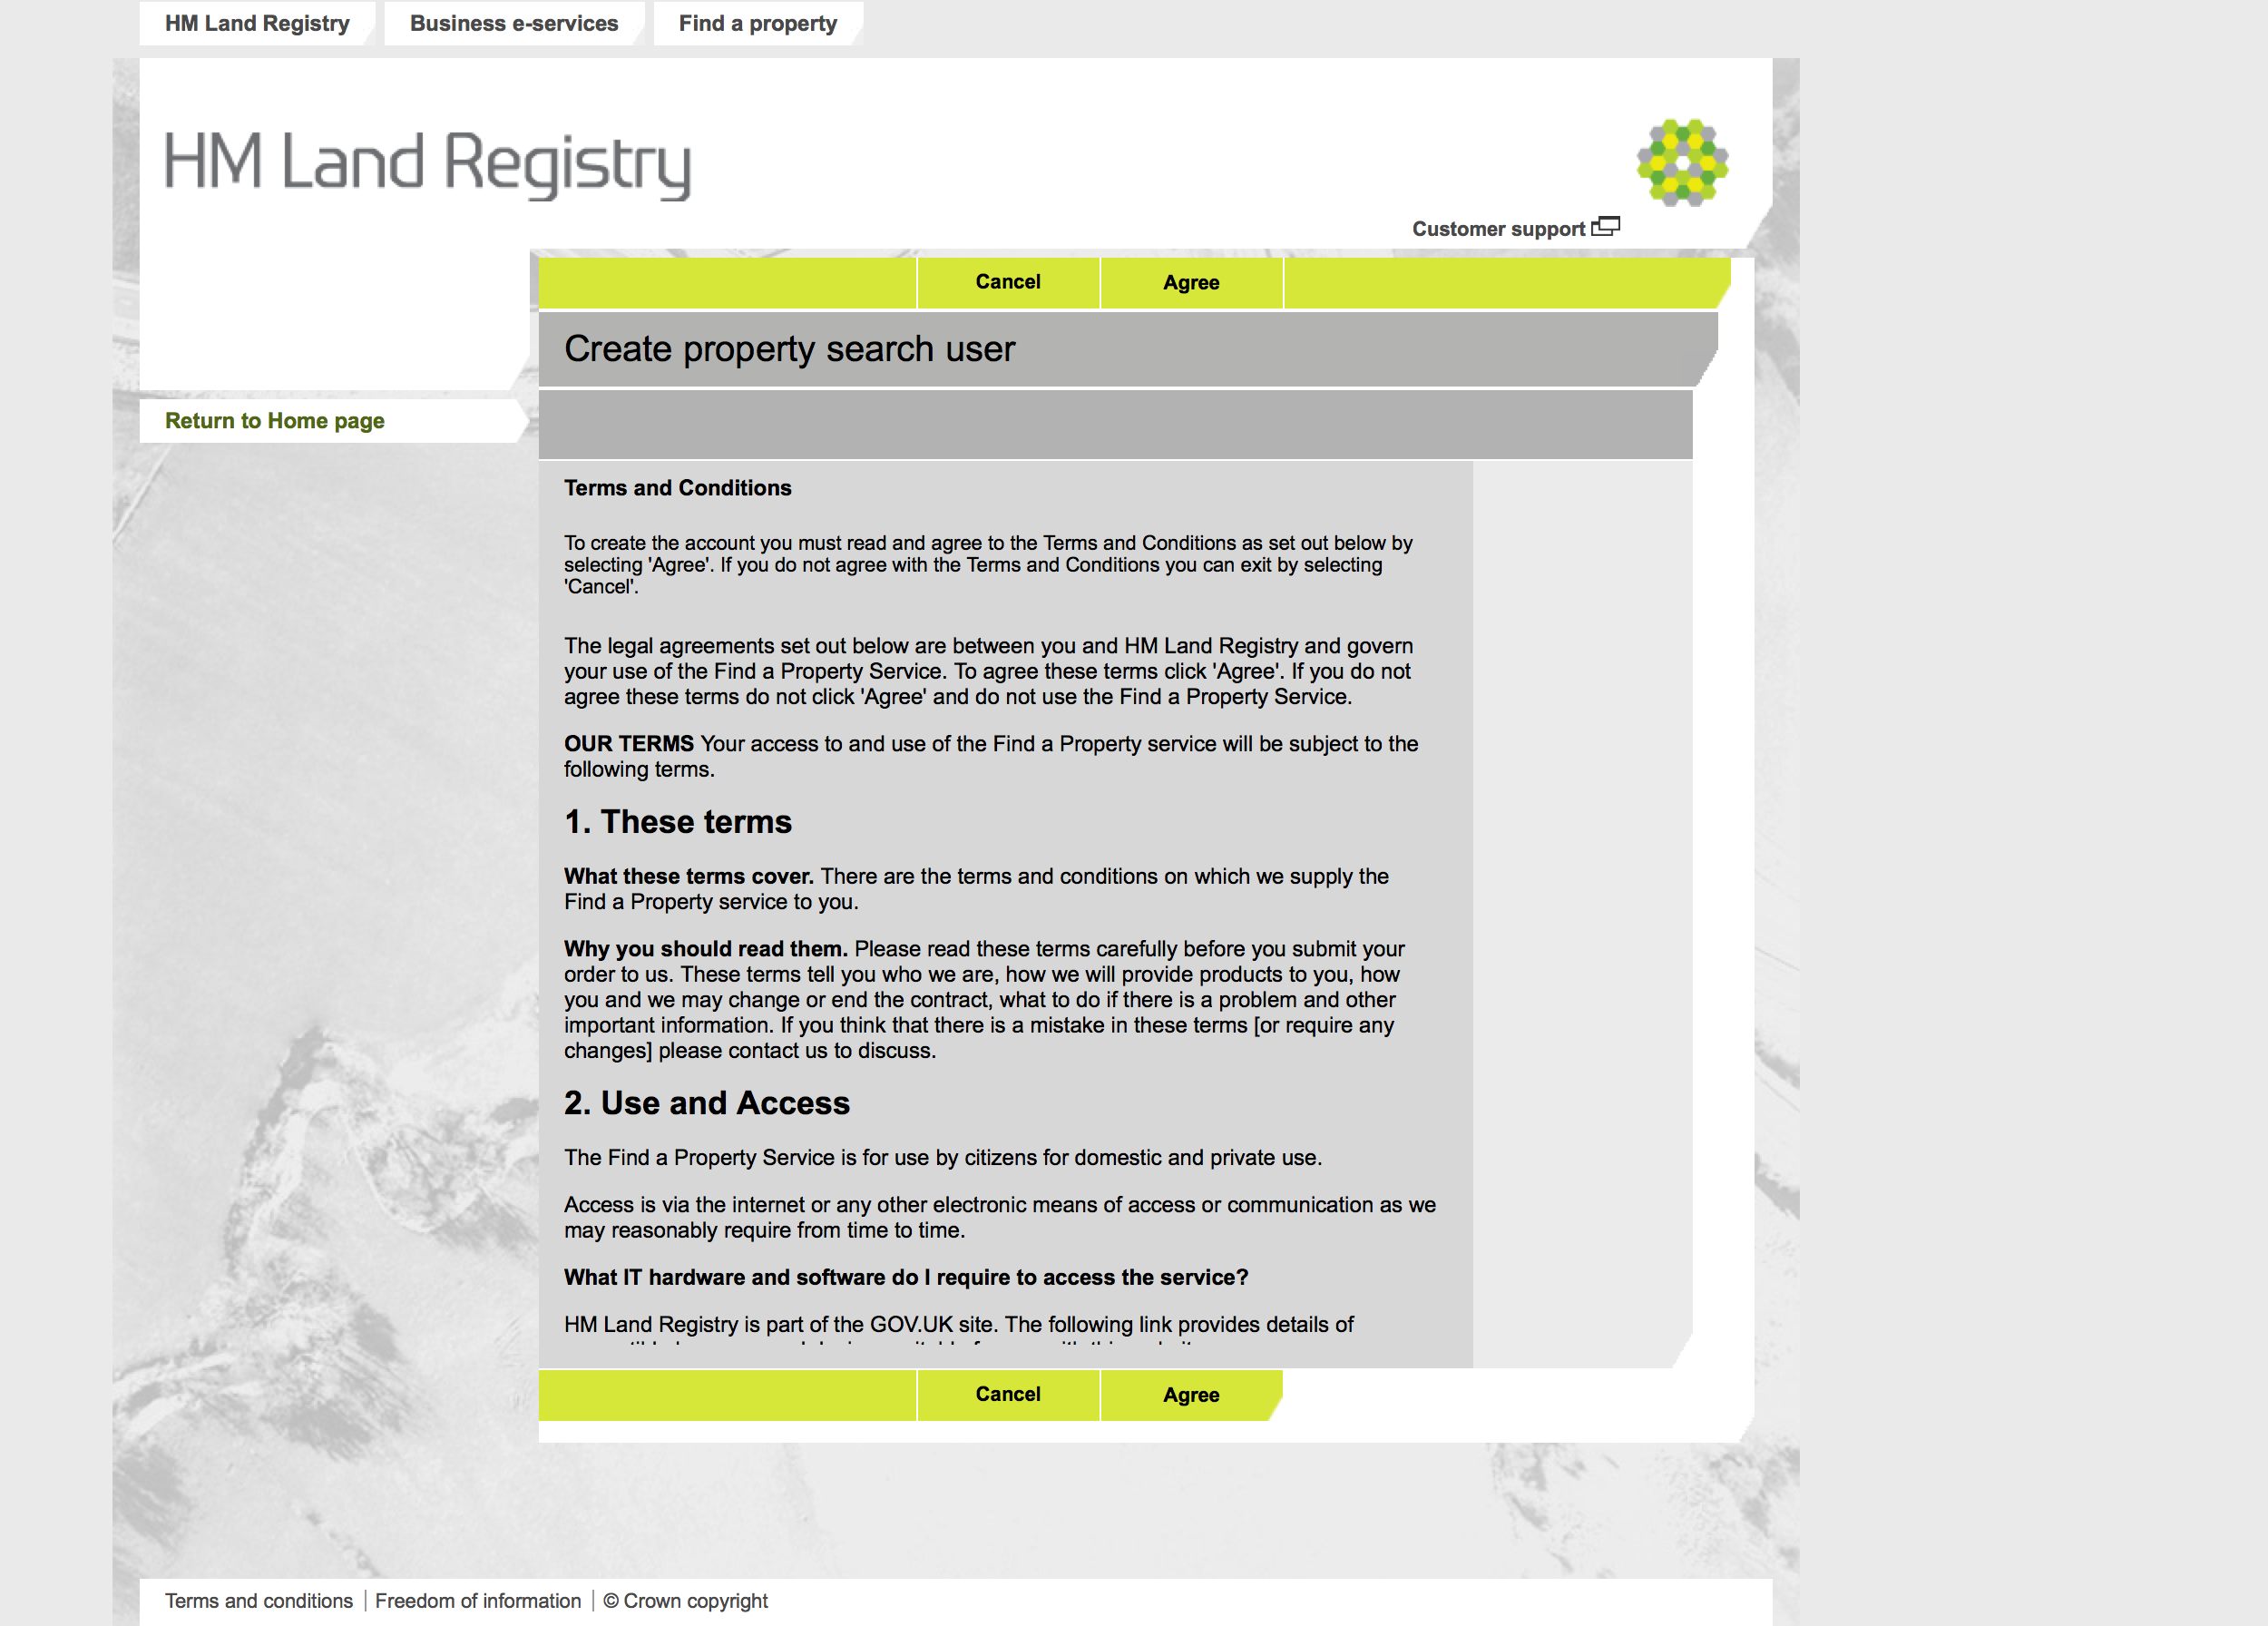 HM Land Registry
Business e-services
Find a property
HM Land Registry
Customer support
Cancel
Agree
Create property search user
Return to Home page
Terms and Conditions
To create the account you must read and agree to the Terms and Conditions as set out below by
selecting 'Agree'. If you do not agree with the Terms and Conditions you can exit by selecting
'Cancel'.
The legal agreements set out below are between you and HM Land Registry and govern
your use of the Find a Property Service. To agree these terms click 'Agree'. If you do not
agree these terms do not click 'Agree' and do not use the Find a Property Service.
OUR TERMS Your access to and use of the Find a Property service will be subject to the
following terms.
1. These terms
What these terms cover. There are the terms and conditions on which we supply the
Find a Property service to you.
Why you should read them. Please read these terms carefully before you submit your
order to us. These terms tell you who we are, how we will provide products to you, how
you and we may change or end the contract, what to do if there is a problem and other
important information. If you think that there is a mistake in these terms [or require any
changes] please contact us to discuss.
2. Use and Access
The Find a Property Service is for use by citizens for domestic and private use.
Access is via the internet or any other electronic means of access or communication as we
may reasonably require from time to time.
What IT hardware and software do I require to access the service?
HM Land Registry is part of the GOV.UK site. The following link provides details of
Cancel
Agree
Terms and conditions
Freedom of information
© Crown copyright